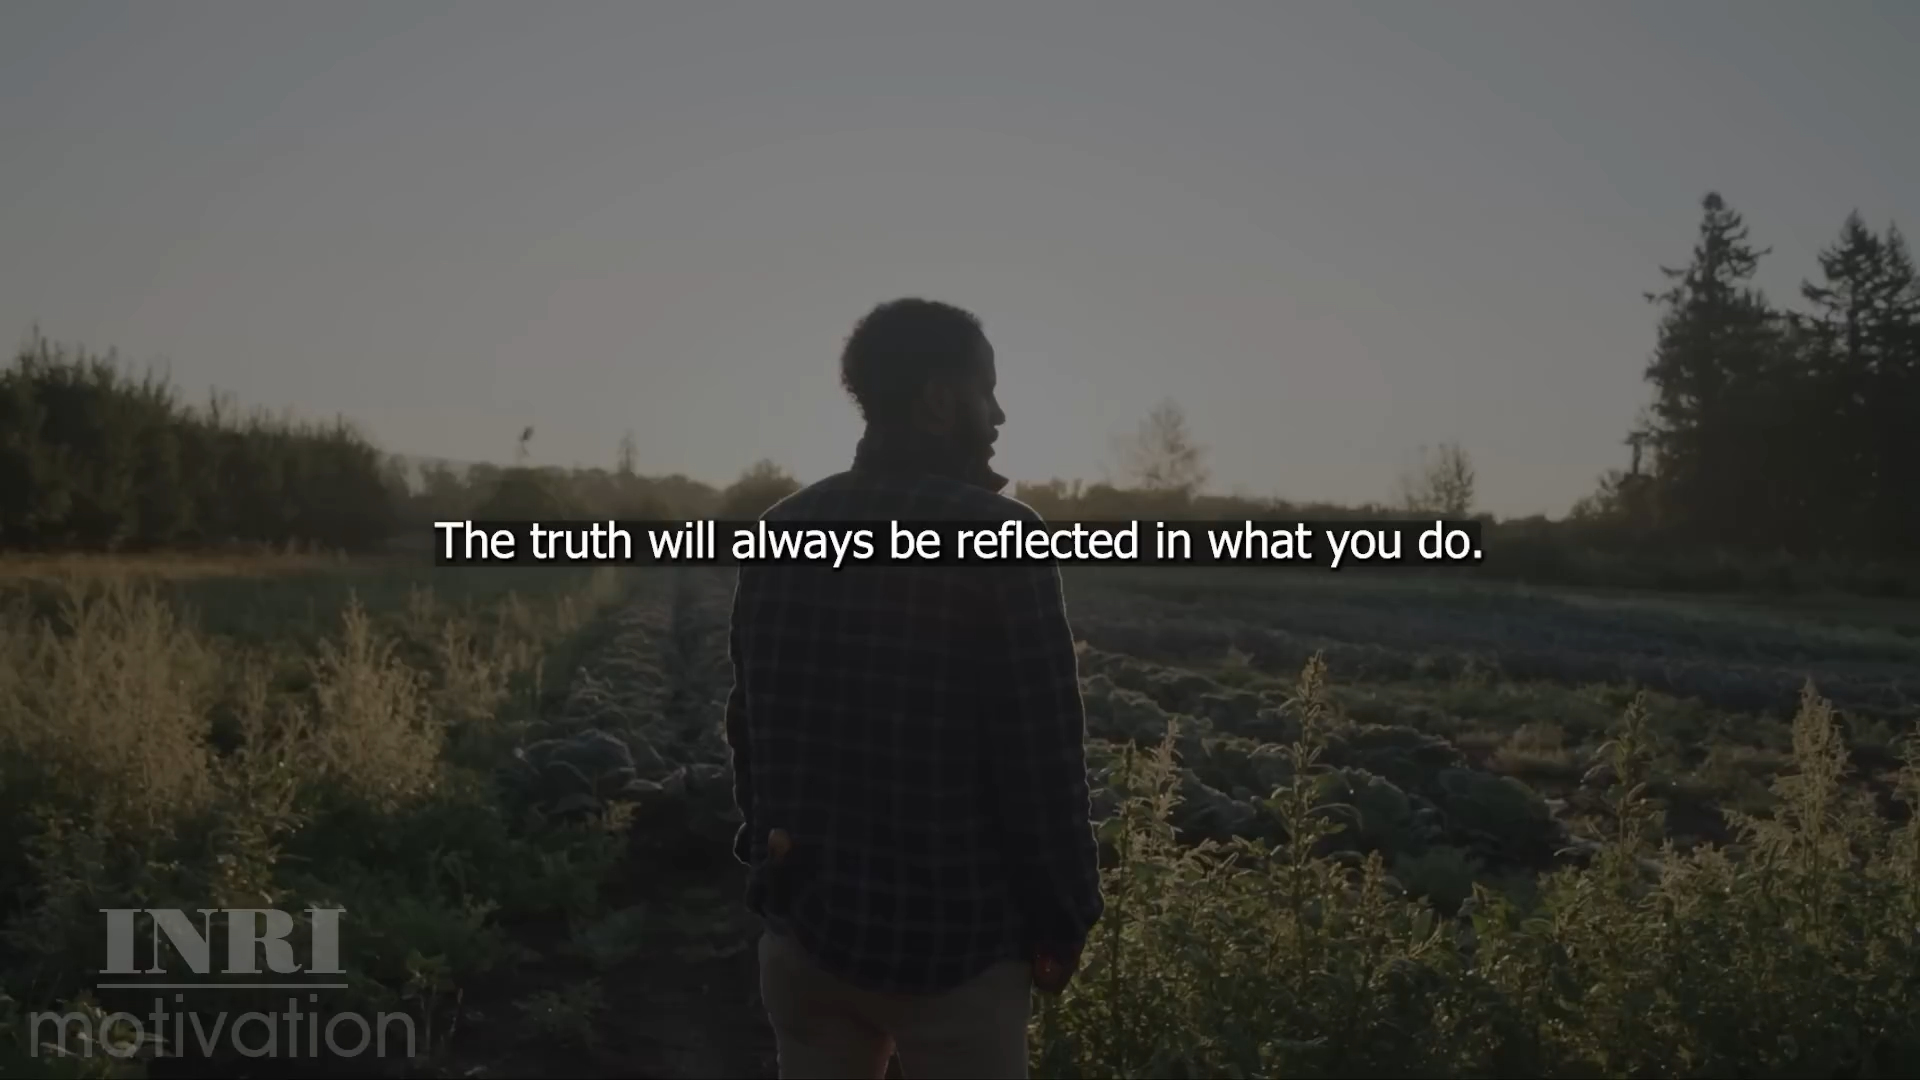 The truth will always be reflected in what you do.
INRI
motivation